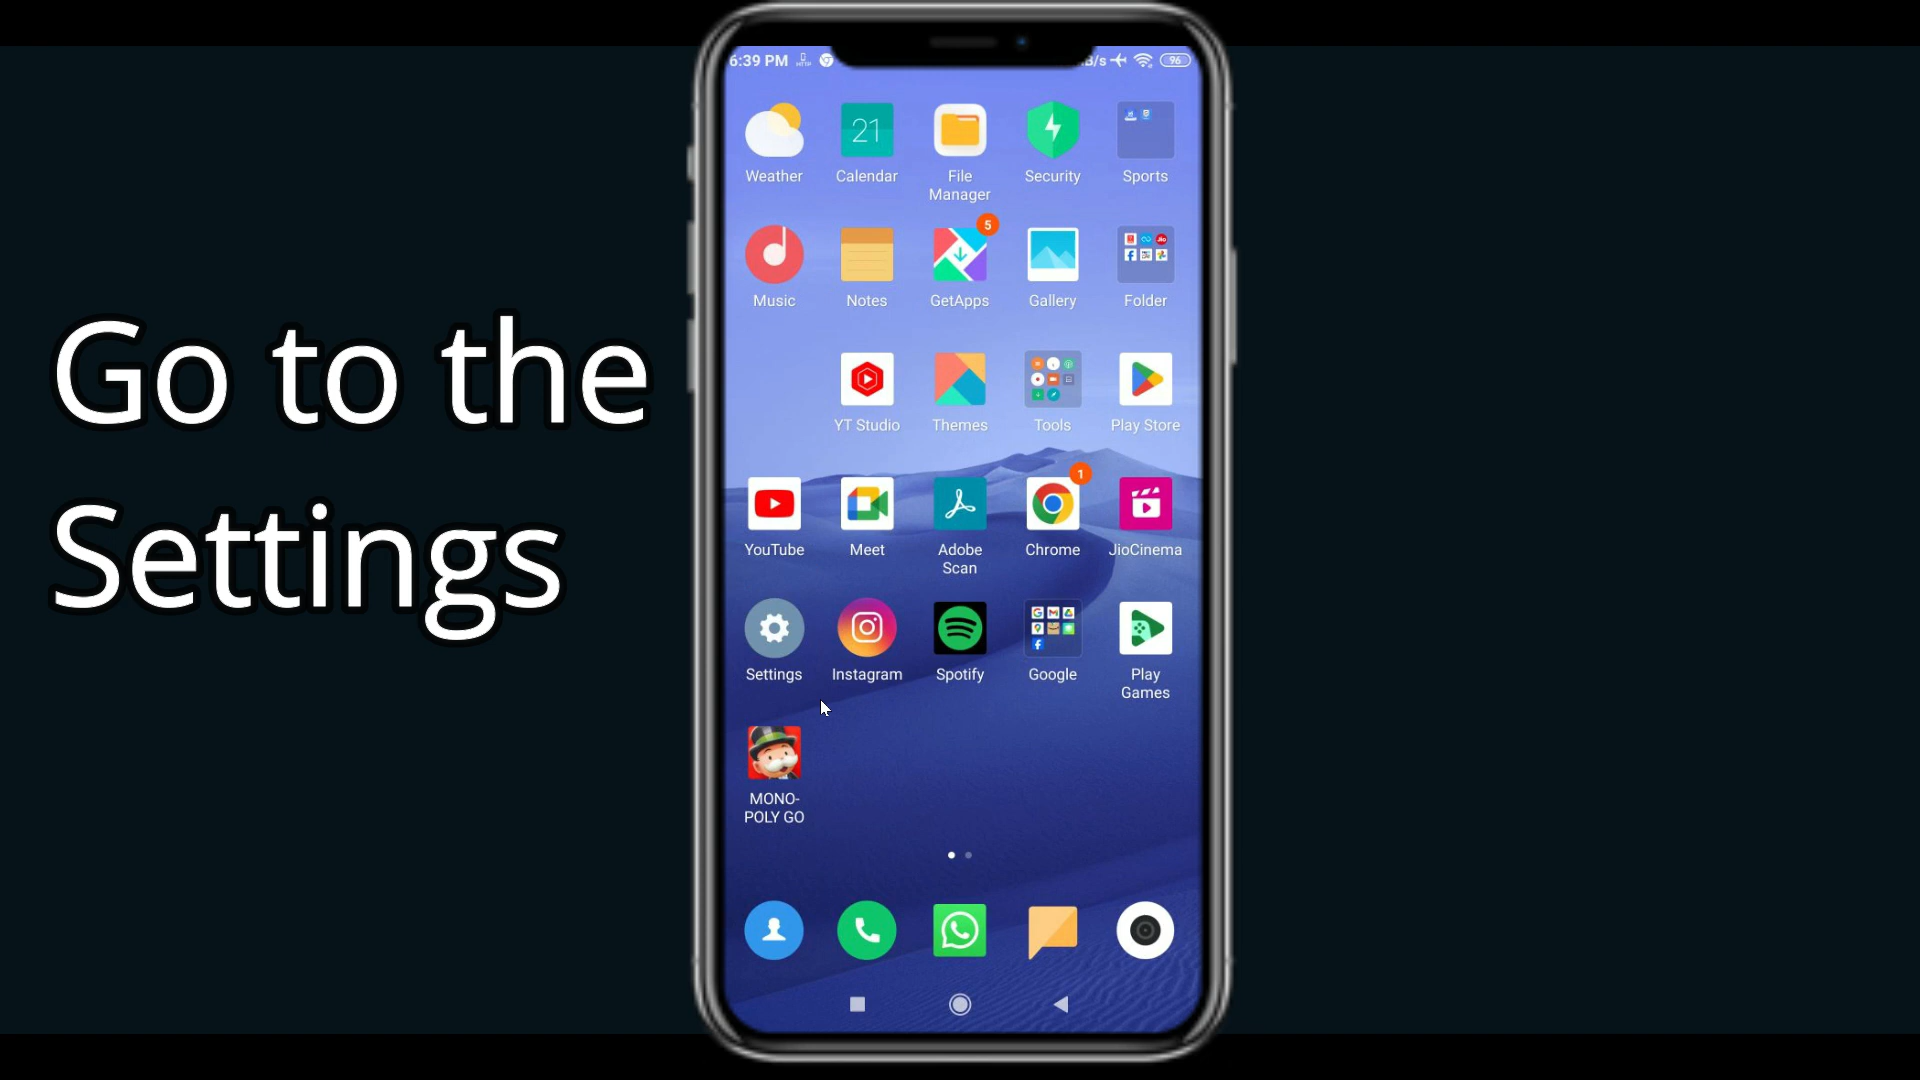 6:39 PM
B/s
96
21
Weather
Calendar
File
Manager
Security
Sports
5
Music
Notes
GetApps
Gallery
Folder
YT Studio
Themes
Tools
Play Store
1
YouTube
Meet
Adobe
Scan
Chrome
JioCinema
Settings
Instagram
Spotify
Google
Play
Games
MONO-
POLY GO
Go to the
Settings